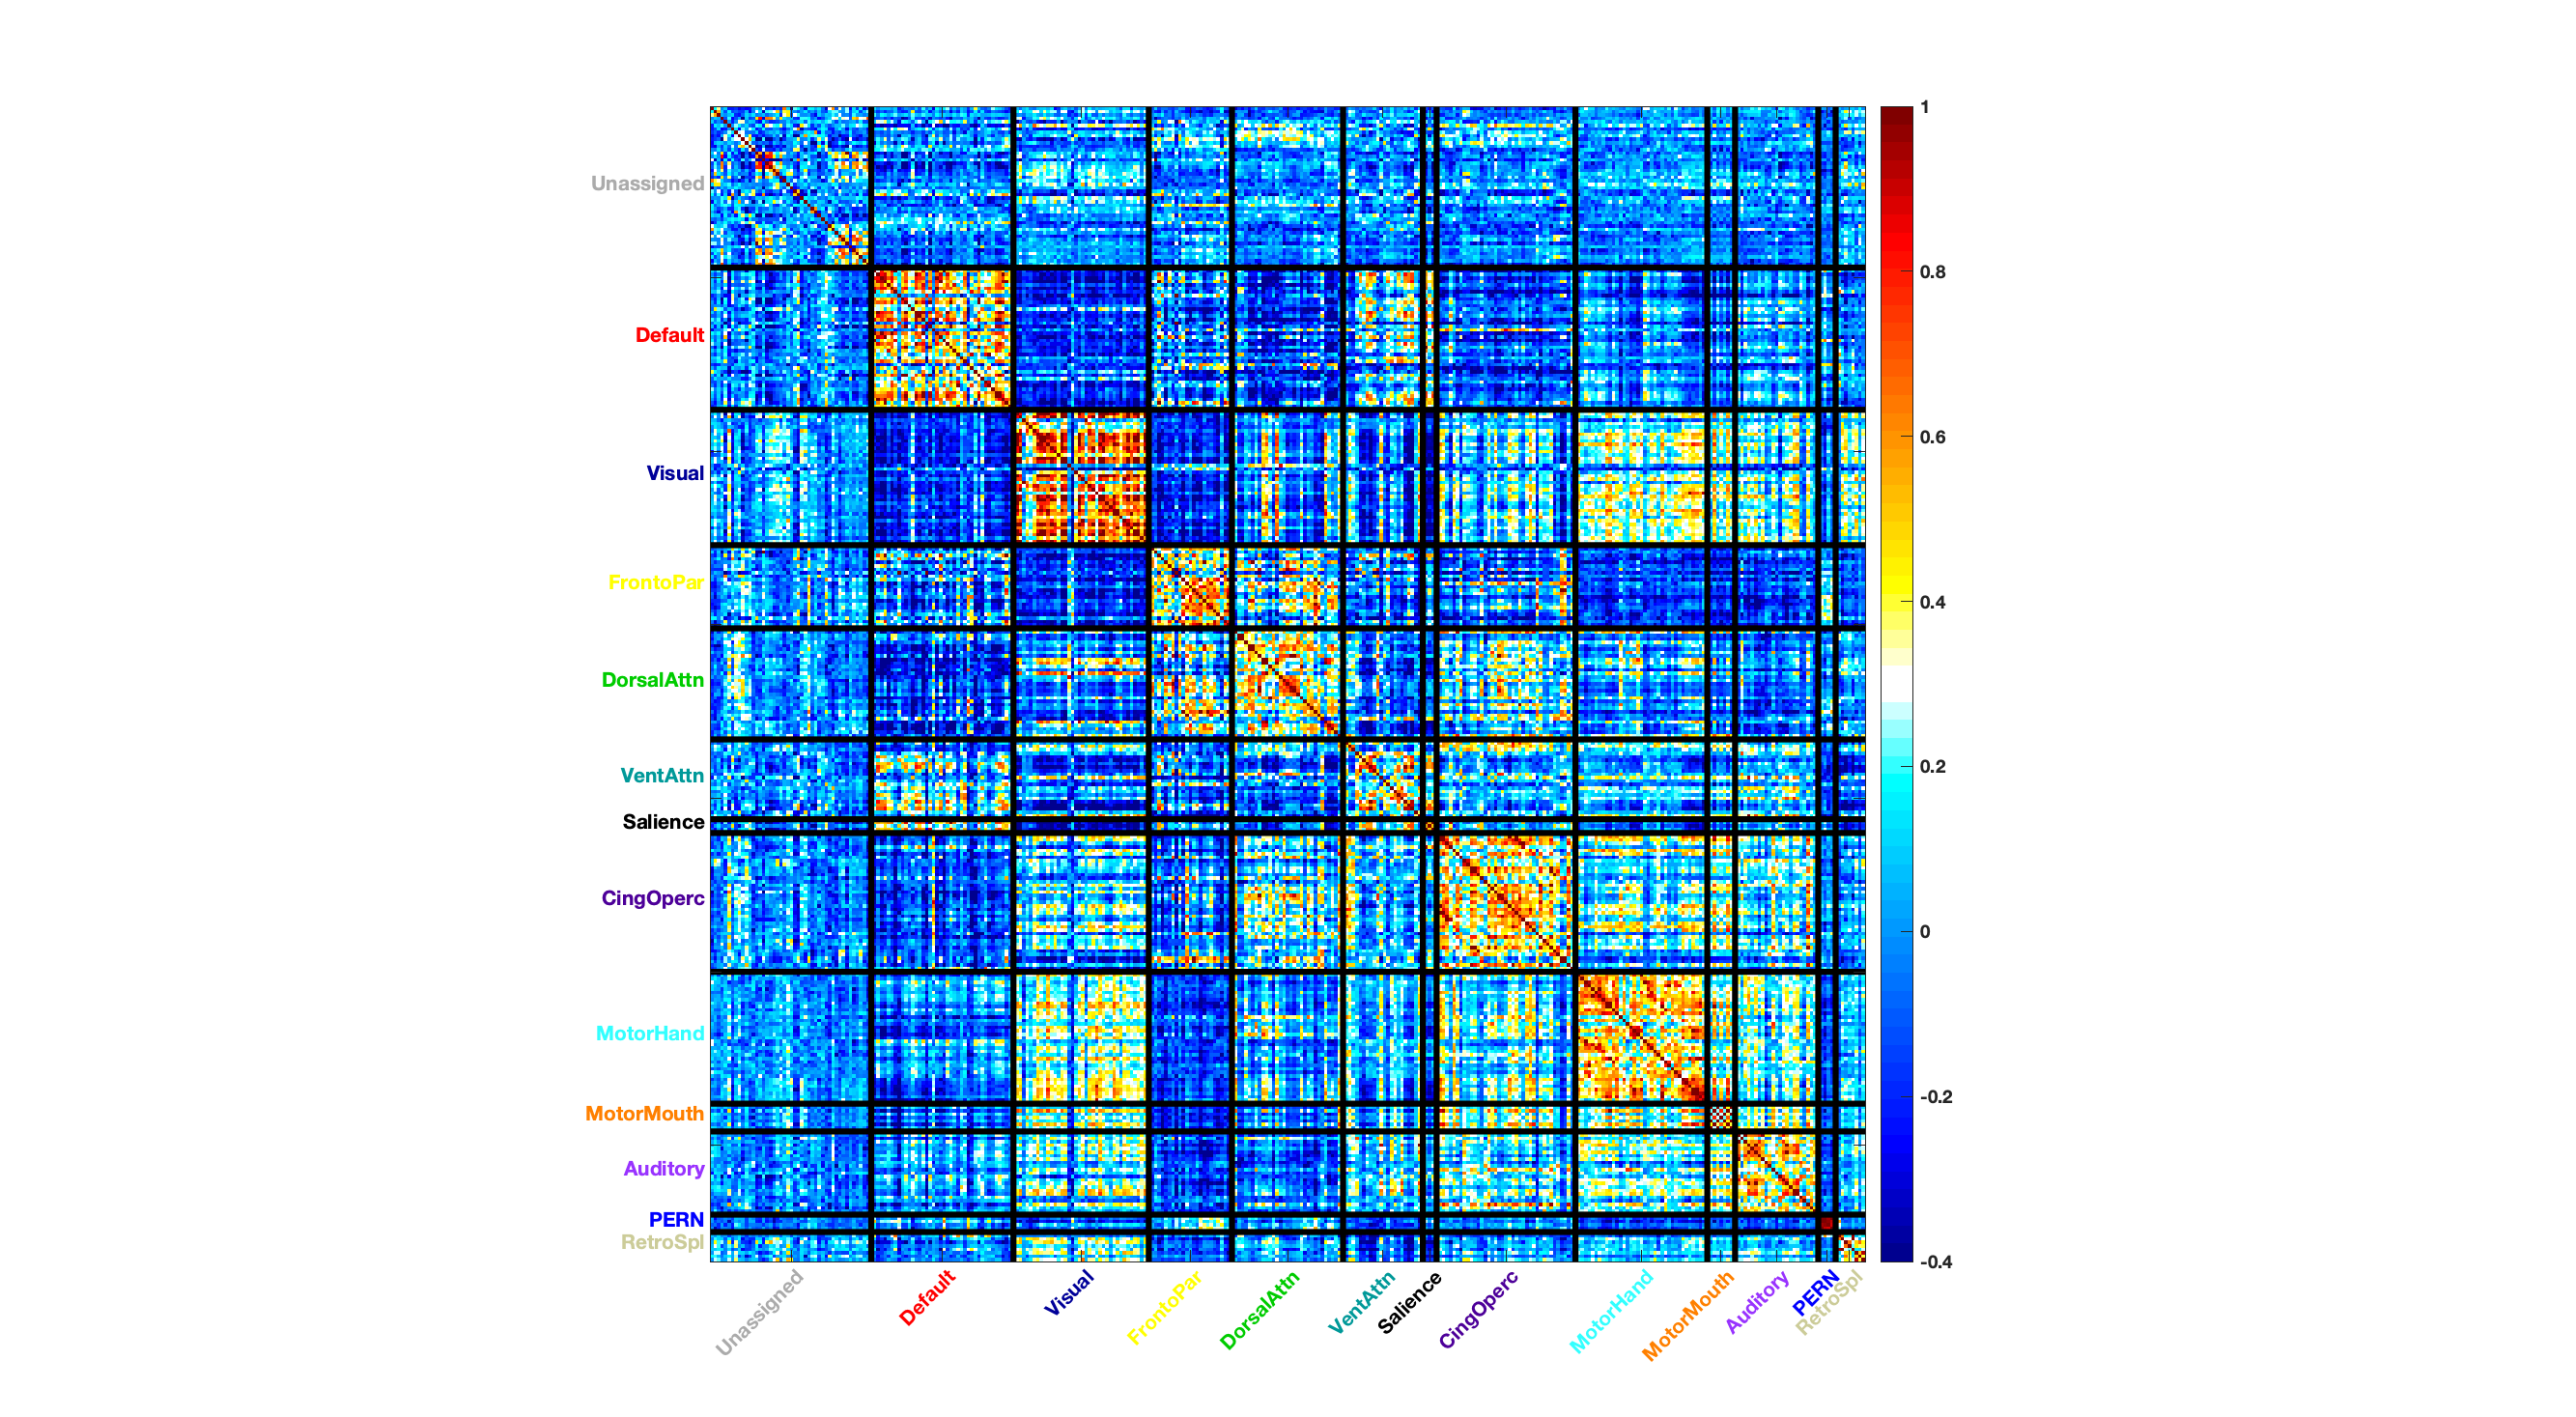 Unassigned
Default
Visual
FrontoPar
DorsalAttn
VentAttn
Salience
CingOperc
MotorHand
MotorMouth
Auditory
PERN
RetroSpl
Unassigned
Default
Visual
FrontoPar
DorsalAttn
VentAttn
Salience
CingOperc
MotorHand
MotorMouth
Auditory
PERN
RetroSpl
1
0.8
0.6
0.4
0.2
0
-0.2
-0.4